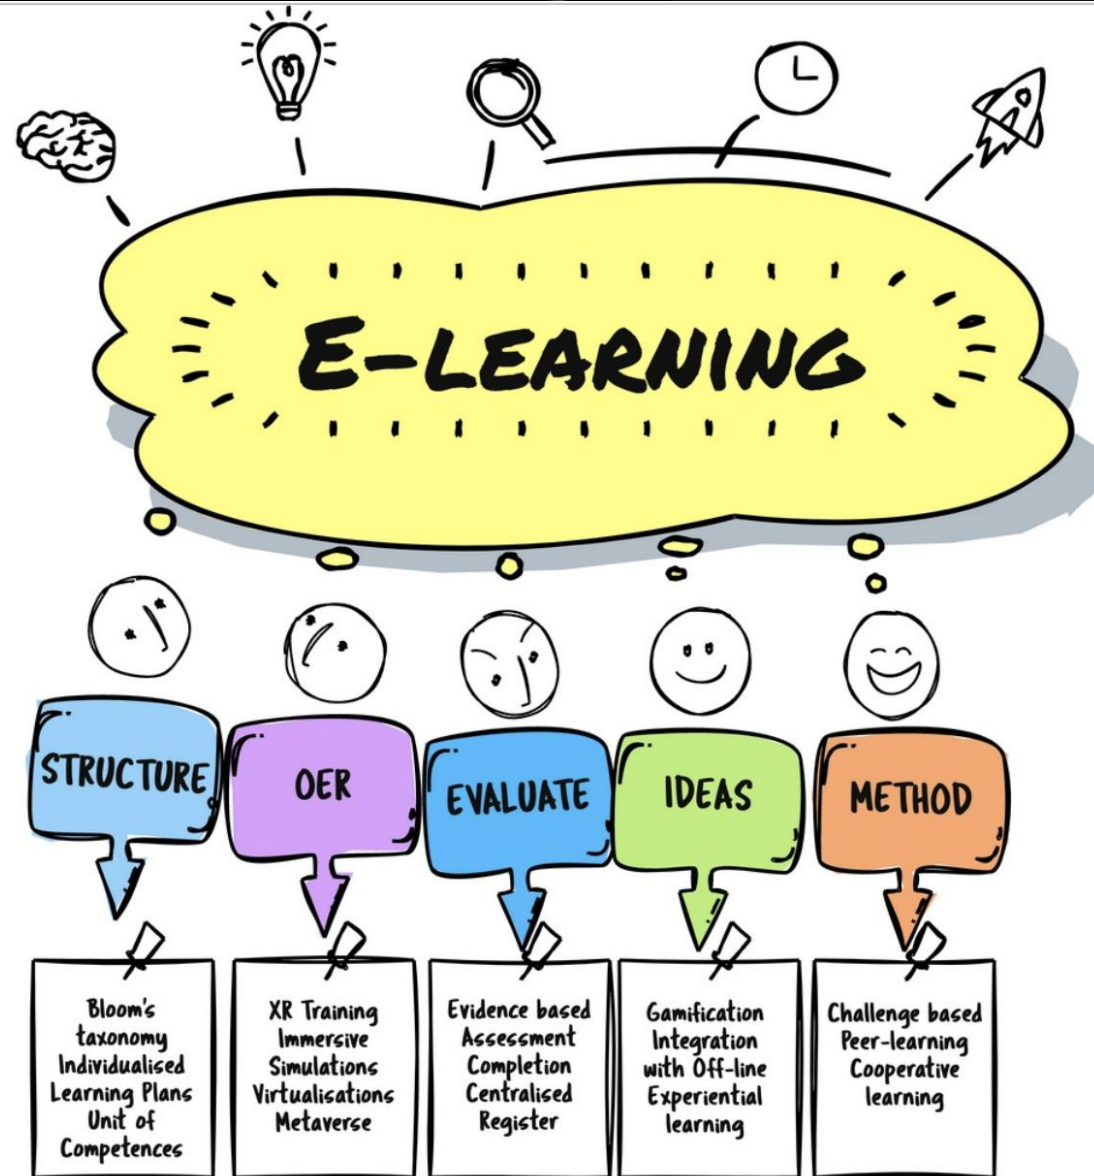 E-LEARNING
STRUCTURE
OER
EVALUATE
IDEAS
METHOD
Bloom's
taxonomy
Individualised
Learning Plans
Unit of
Competences
XR Training
Immersive
Simulations
Virtualisations
Metaverse
Evidence based
Assessment
Completion
Centralised
Register
Gamification
Integration
with Off-line
Experiential
learning
Challenge based
Peer-learning
Cooperative
learning